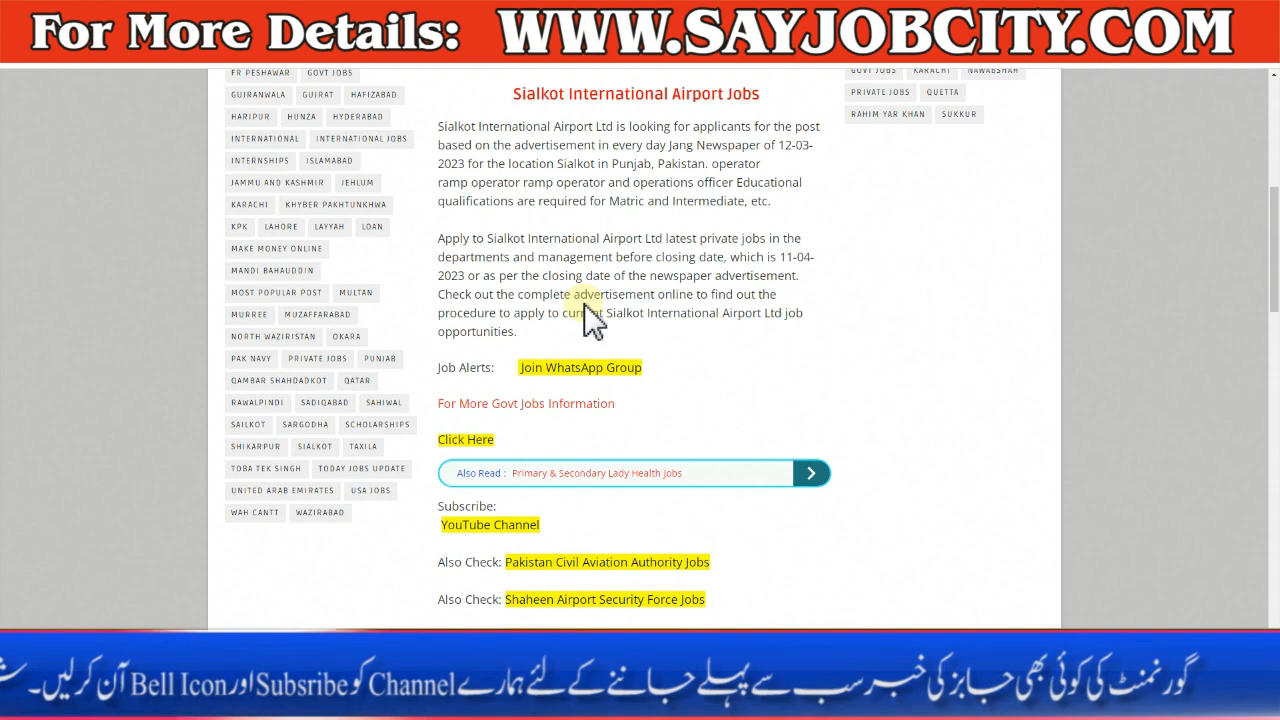 For More Details: WWW.SAYJOBCITY.COM
FR PESHAWAR GOVT JOBS
GUJRANWALA GUJRAT HAFIZABAD
HARIPUR HUNZA HYDERABAD
INTERNATIONAL INTERNATIONAL JOBS
INTERNSHIPS ISLAMABAD
JAMMU AND KASHMIR JEHLUM
KARACHI KHYBER PAKHTUNKHWA
KPK LAHORE LAYYAH LOAN
MAKE MONEY ONLINE
MANDI BAHAUDDIN
MOST POPULAR POST MULTAN
MURREE MUZAFFARABAD
NORTH WAZIRISTAN OKARA
PAK NAVY PRIVATE JOBS PUNJAB
QAMBAR SHAHDADKOT QATAR
RAWALPINDI SADIQABAD SAHIWAL
SAILKOT SARGODHA SCHOLARSHIPS
SHIKARPUR SIALKOT TAXILA
TOBA TEK SINGH TODAY JOBS UPDATE
UNITED ARAB EMIRATES USA JOBS
WAH CANTT WAZIRABAD
Sialkot International Airport Jobs
Sialkot International Airport Ltd is looking for applicants for the post
based on the advertisement in every day Jang Newspaper of 12-03-
2023 for the location Sialkot in Punjab, Pakistan. operator
ramp operator ramp operator and operations officer Educational
qualifications are required for Matric and Intermediate, etc.
Apply to Sialkot International Airport Ltd latest private jobs in the
departments and management before closing date, which is 11-04-
2023 or as per the closing date of the newspaper advertisement.
Check out the complete advertisement online to find out the
procedure to apply to current Sialkot International Airport Ltd job
opportunities.
Job Alerts: Join WhatsApp Group
For More Govt Jobs Information
Click Here
Also Read : Primary & Secondary Lady Health Jobs
Subscribe:
YouTube Channel
Also Check: Pakistan Civil Aviation Authority Jobs
Also Check: Shaheen Airport Security Force Jobs
GOVT JOBS KARACHI NAWABSHAH
PRIVATE JOBS QUETTA
RAHIM YAR KHAN SUKKUR
گورنمنٹ کی کوئی بھی جابز کی خبر سب سے پہلے جاننے کے لئے ہمارے Channel کو Subsribe اور Bell Icon آن کرلیں۔